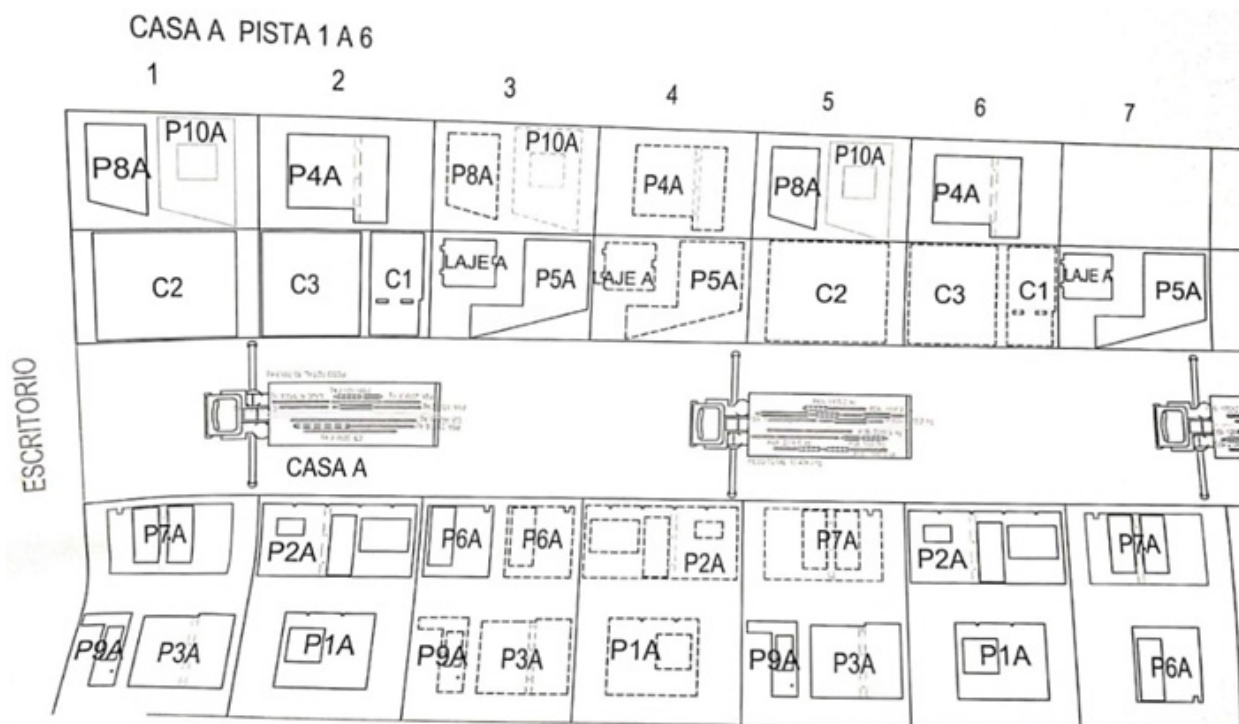 CASA A PISTA 1 A 6
1 2 3 4 5 6 7
P8A P10A P4A P8A P10A P4A P8A P10A P4A
C2 C3 C1 LAJE A P5A LAJE A P5A C2 C3 C1 LAJE A P5A
ESCRITORIO
CASA A
P7A P2A P6A P6A P2A P7A P2A P7A
P9A P3A P1A P9A P3A P1A P9A P3A P1A P6A